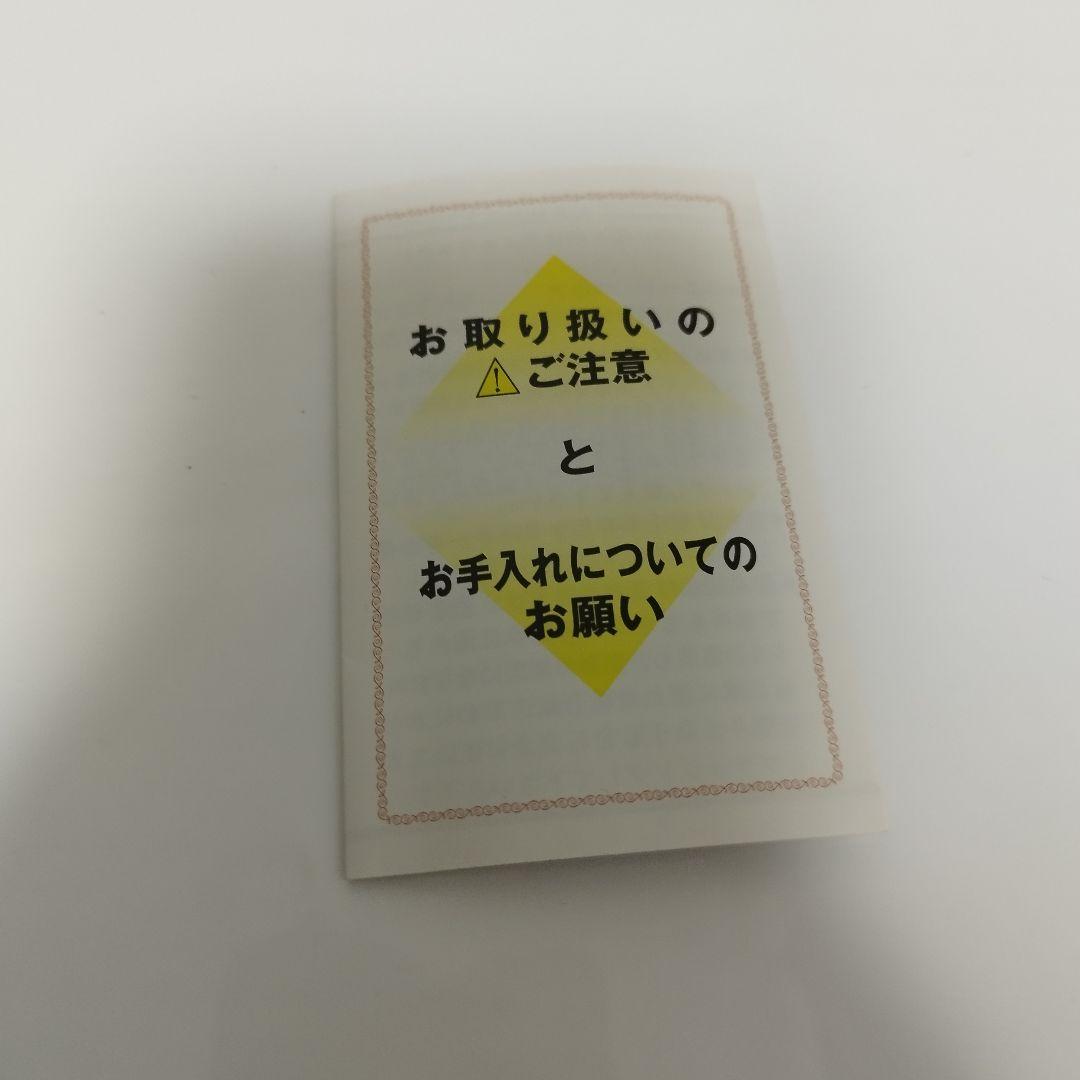 お取り扱いの
ご注意
と
お手入れについての
お願い